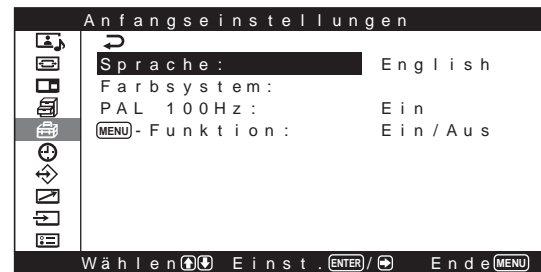 Anfangseinstellungen
Sprache: English
Farbsystem:
PAL 100Hz: Ein
MENU-Funktion: Ein/Aus
Wählen Einst. ENTER/ Ende MENU